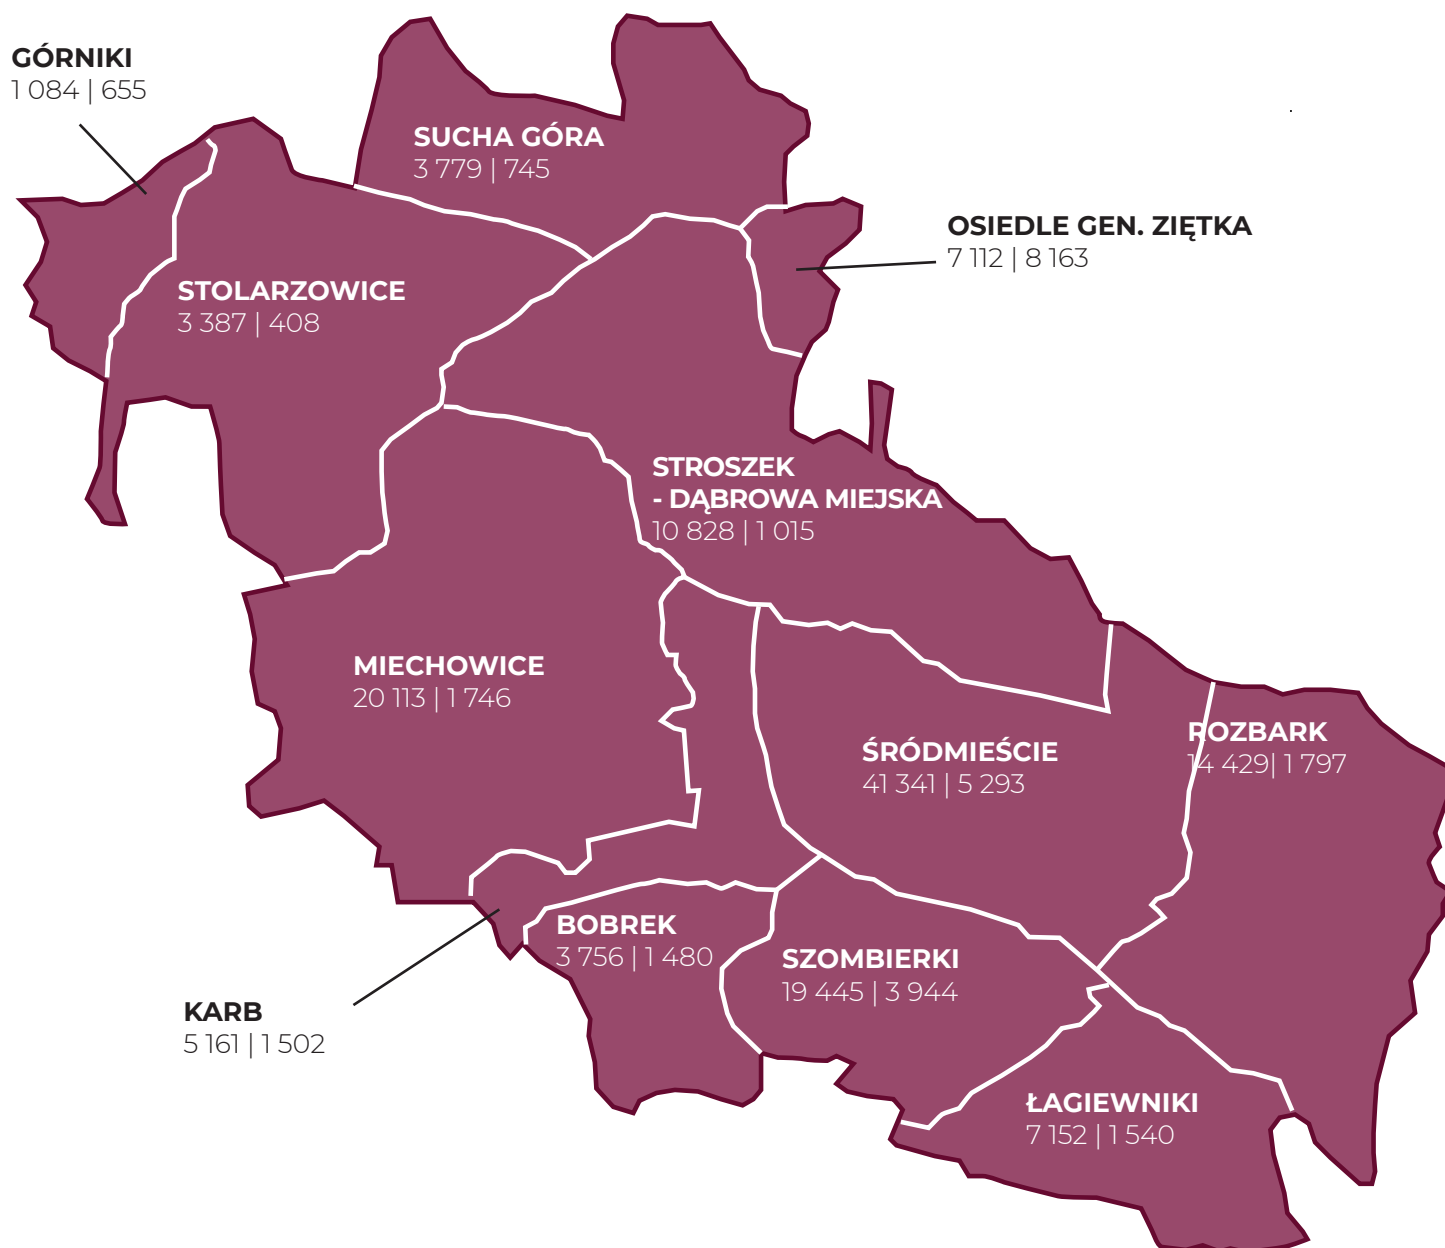 GÓRNIKI
1 084 | 655
SUCHA GÓRA
3 779 | 745
OSIEDLE GEN. ZIĘTKA
7 112 | 8 163
STOLARZOWICE
3 387 | 408
STROSZEK
- DĄBROWA MIEJSKA
10 828 | 1 015
MIECHOWICE
20 113 | 1 746
ŚRÓDMIEŚCIE
41 341 | 5 293
ROZBARK
14 429| 1 797
BOBREK
3 756 | 1 480
SZOMBIERKI
19 445 | 3 944
KARB
5 161 | 1 502
ŁAGIEWNIKI
7 152 | 1 540